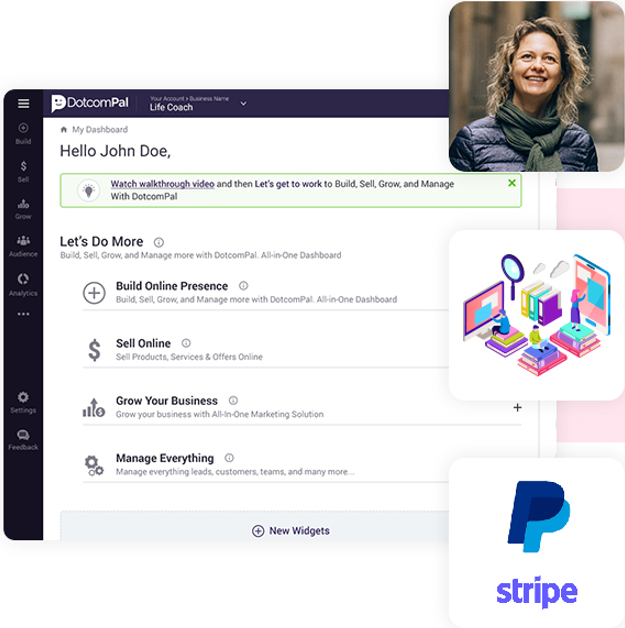 DotcomPal
Your Account > Business Name
Life Coach
Build
Sell
Grow
Audience
Analytics
Settings
Feedback
My Dashboard
Hello John Doe,
Watch walkthrough video and then Let's get to work to Build, Sell, Grow, and Manage
With DotcomPal
Let's Do More
Build, Sell, Grow, and Manage more with DotcomPal. All-in-One Dashboard
Build Online Presence
Build, Sell, Grow, and Manage more with DotcomPal. All-in-One Dashboard
Sell Online
Sell Products, Services & Offers Online
Grow Your Business
Grow your business with All-In-One Marketing Solution
Manage Everything
Manage everything leads, customers, teams, and many more...
New Widgets
stripe